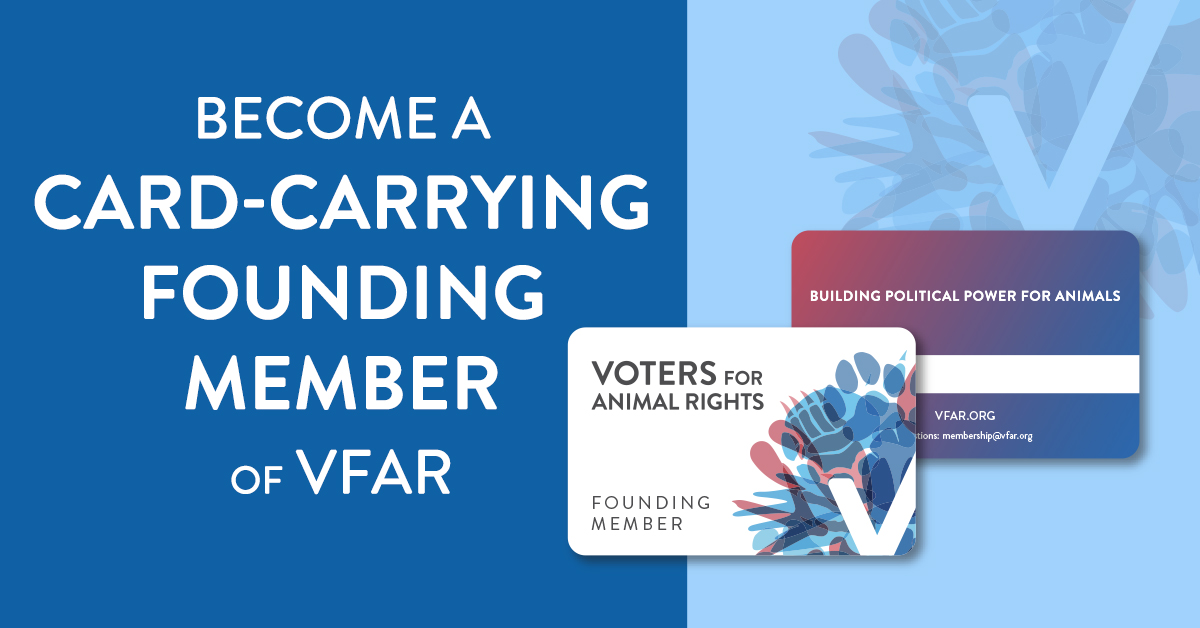 BECOME A
CARD-CARRYING
FOUNDING
MEMBER
OF VFAR
BUILDING POLITICAL POWER FOR ANIMALS
VFAR.ORG
membership@vfar.org
VOTERS FOR
ANIMAL RIGHTS
FOUNDING
MEMBER